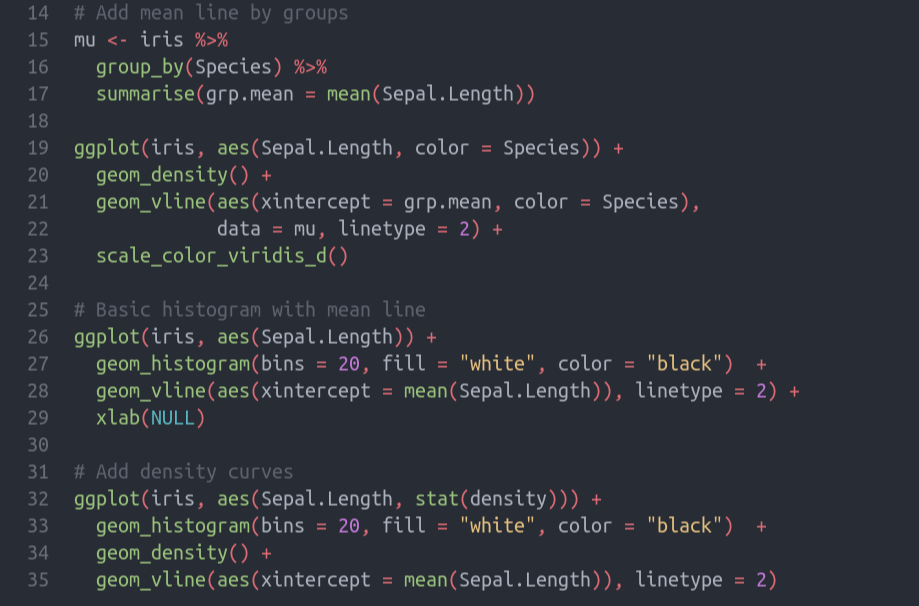 14 # Add mean line by groups
15 mu <- iris %>%
16   group_by(Species) %>%
17   summarise(grp.mean = mean(Sepal.Length))
18
19 ggplot(iris, aes(Sepal.Length, color = Species)) +
20   geom_density() +
21   geom_vline(aes(xintercept = grp.mean, color = Species),
22              data = mu, linetype = 2) +
23   scale_color_viridis_d()
24
25 # Basic histogram with mean line
26 ggplot(iris, aes(Sepal.Length)) +
27   geom_histogram(bins = 20, fill = "white", color = "black")  +
28   geom_vline(aes(xintercept = mean(Sepal.Length)), linetype = 2) +
29   xlab(NULL)
30
31 # Add density curves
32 ggplot(iris, aes(Sepal.Length, stat(density))) +
33   geom_histogram(bins = 20, fill = "white", color = "black")  +
34   geom_density() +
35   geom_vline(aes(xintercept = mean(Sepal.Length)), linetype = 2)